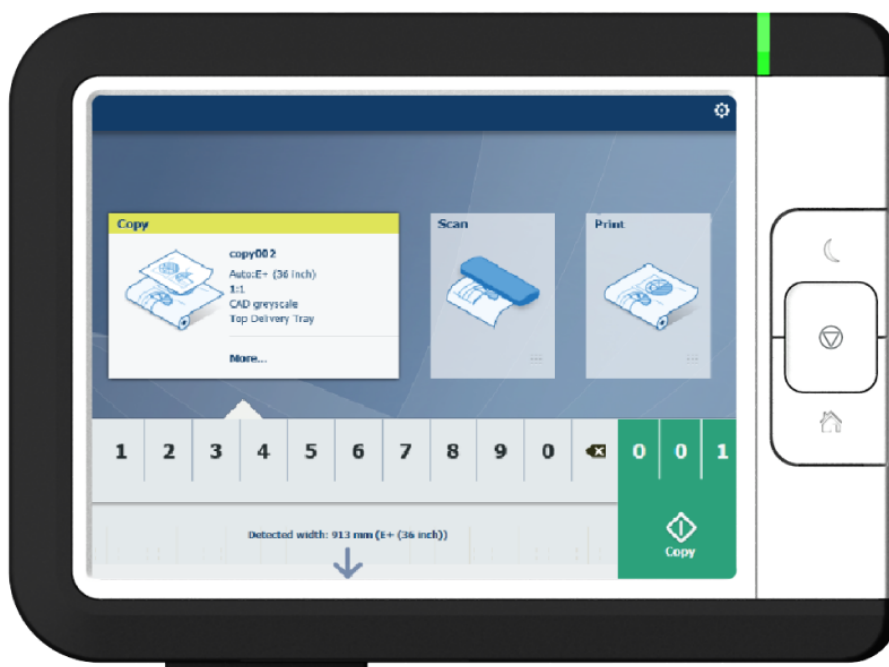 Copy
copy002
Auto:E+ (36 inch)
1:1
CAD greyscale
Top Delivery Tray
More...
Scan
Print
1 2 3 4 5 6 7 8 9 0
0 0 1
Detected width: 913 mm (E+ (36 inch))
Copy